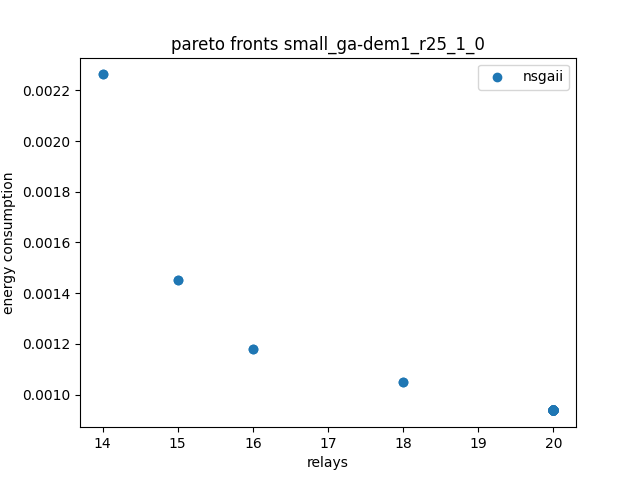 pareto fronts small_ga-dem1_r25_1_0
nsgaii
energy consumption
0.0022
0.0020
0.0018
0.0016
0.0014
0.0012
0.0010
14 15 16 17 18 19 20
relays